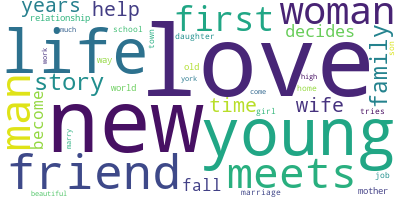 years help first woman
relationship much school daughter decides
life love
work way town family son
man story old york high tries
become world time wife home
new young
come girl
friend meets
marry fall marriage mother job
beautiful